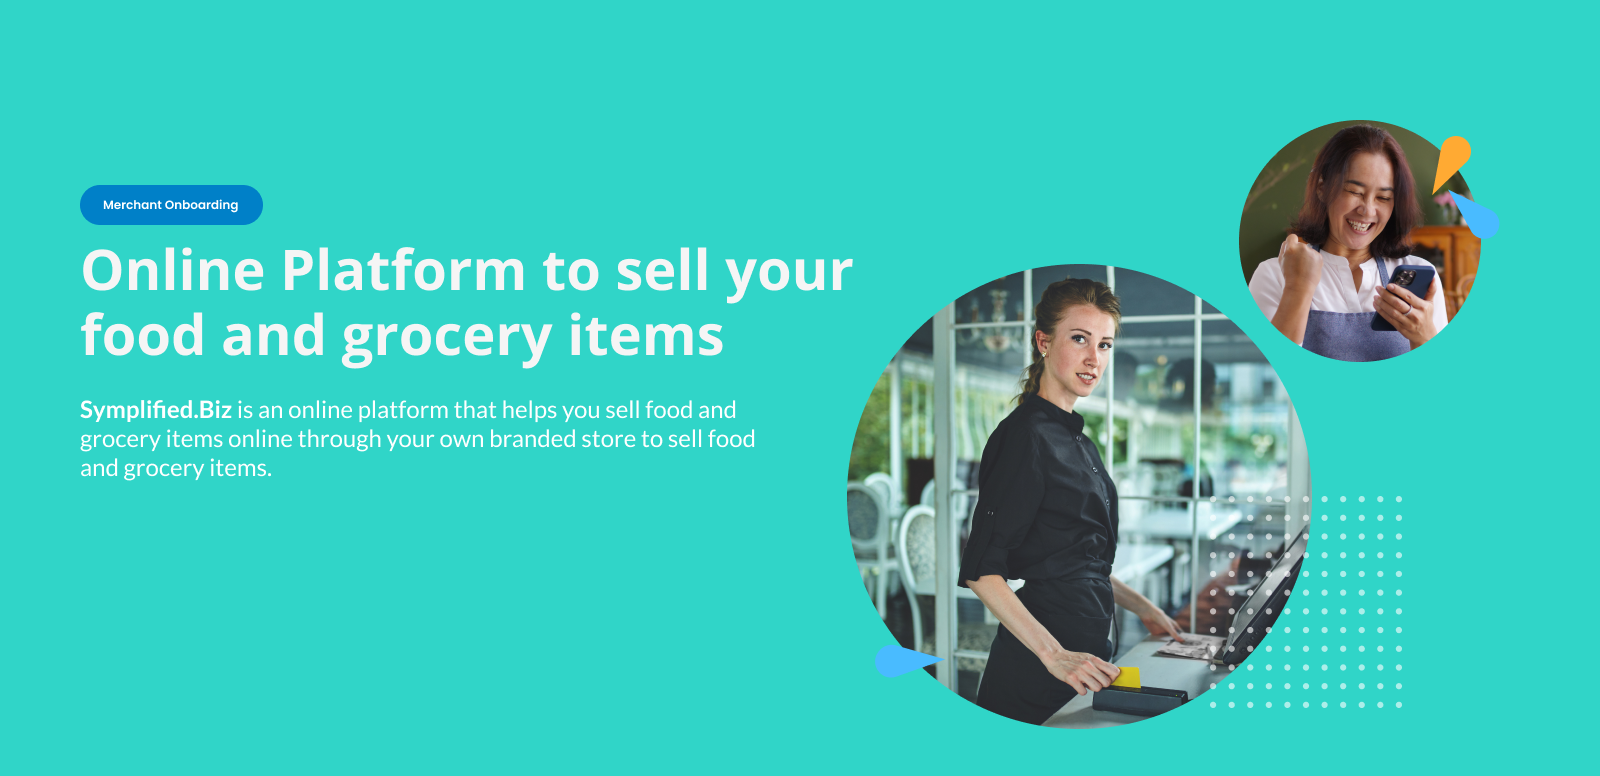 Merchant Onboarding
Online Platform to sell your
food and grocery items
Symplified.Biz is an online platform that helps you sell food and
grocery items online through your own branded store to sell food
and grocery items.